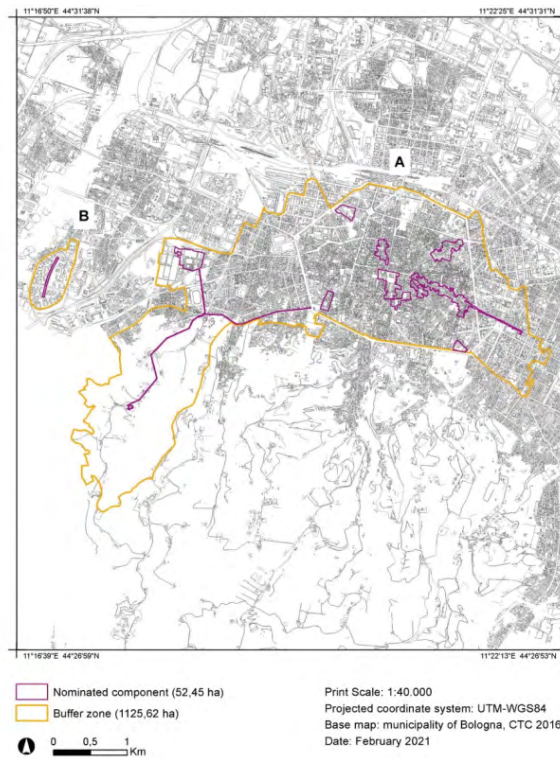 11°16'50"E 44°31'38"
11°22'25"E 44°31'31"
A
B
11°16'39"E 44°26'59"
11°22'13"E 44°26'53"
Nominated component (52,45 ha)
Buffer zone (1125,62 ha)
0 0,5 1
Km
Print Scale: 1:40.000
Projected coordinate system: UTM-WGS84
Base map: municipality of Bologna, CTC 2016
Date: February 2021